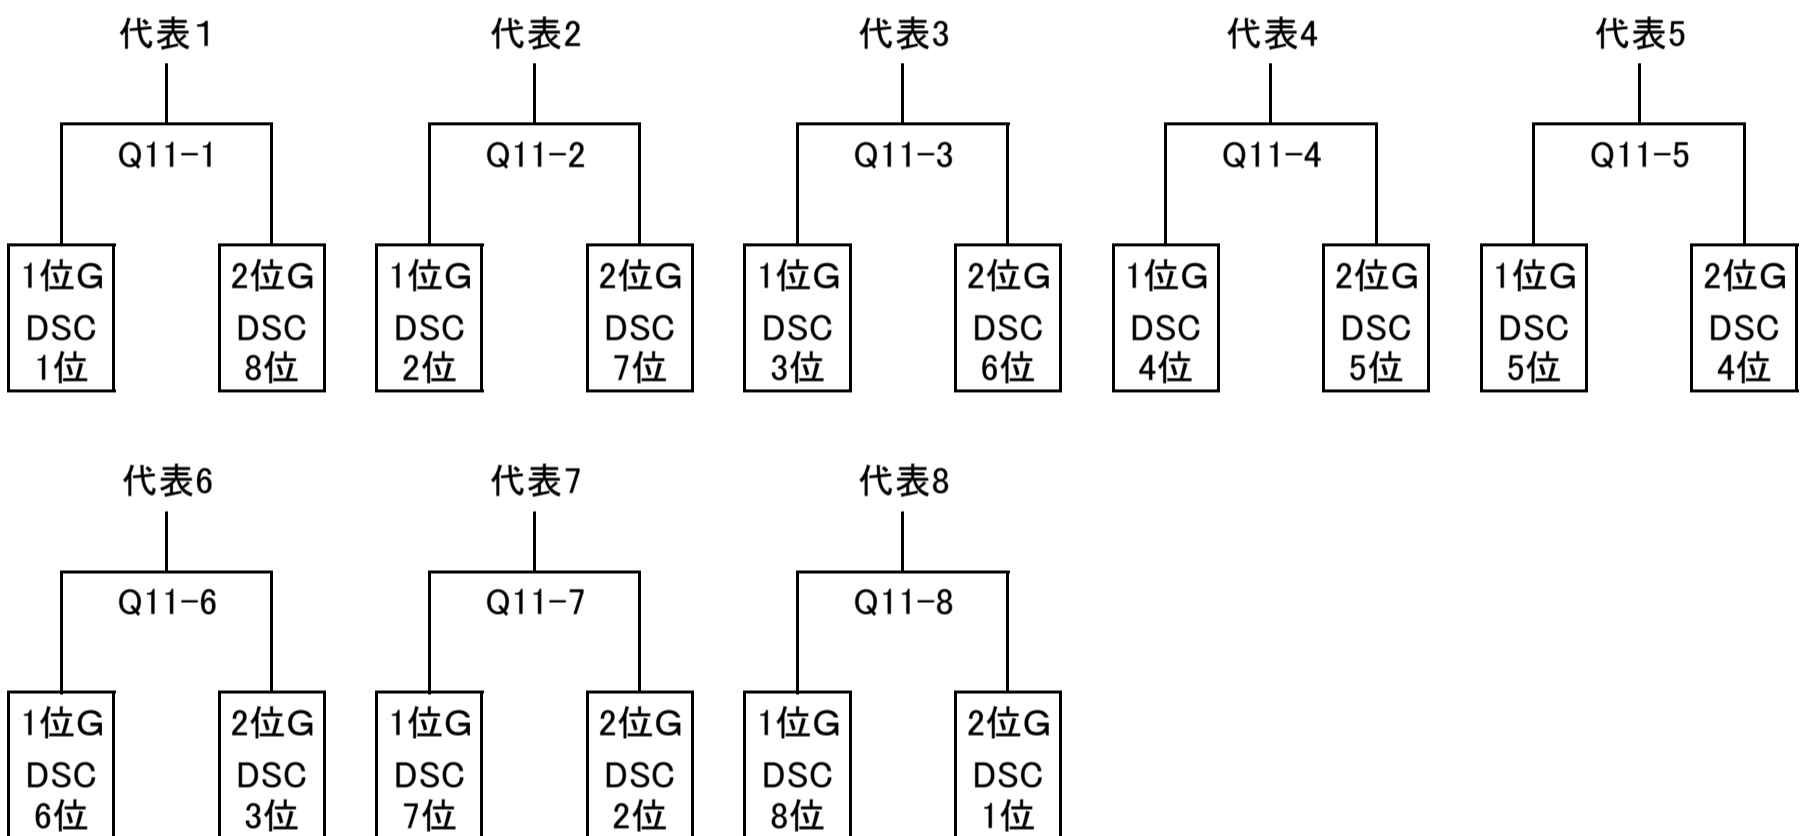 代表1 代表2 代表3 代表4 代表5
Q11-1 Q11-2 Q11-3 Q11-4 Q11-5
1位G 2位G 1位G 2位G 1位G 2位G 1位G 2位G 1位G 2位G
DSC DSC DSC DSC DSC DSC DSC DSC DSC DSC
1位 8位 2位 7位 3位 6位 4位 5位 5位 4位
代表6 代表7 代表8
Q11-6 Q11-7 Q11-8
1位G 2位G 1位G 2位G 1位G 2位G
DSC DSC DSC DSC DSC DSC
6位 3位 7位 2位 8位 1位